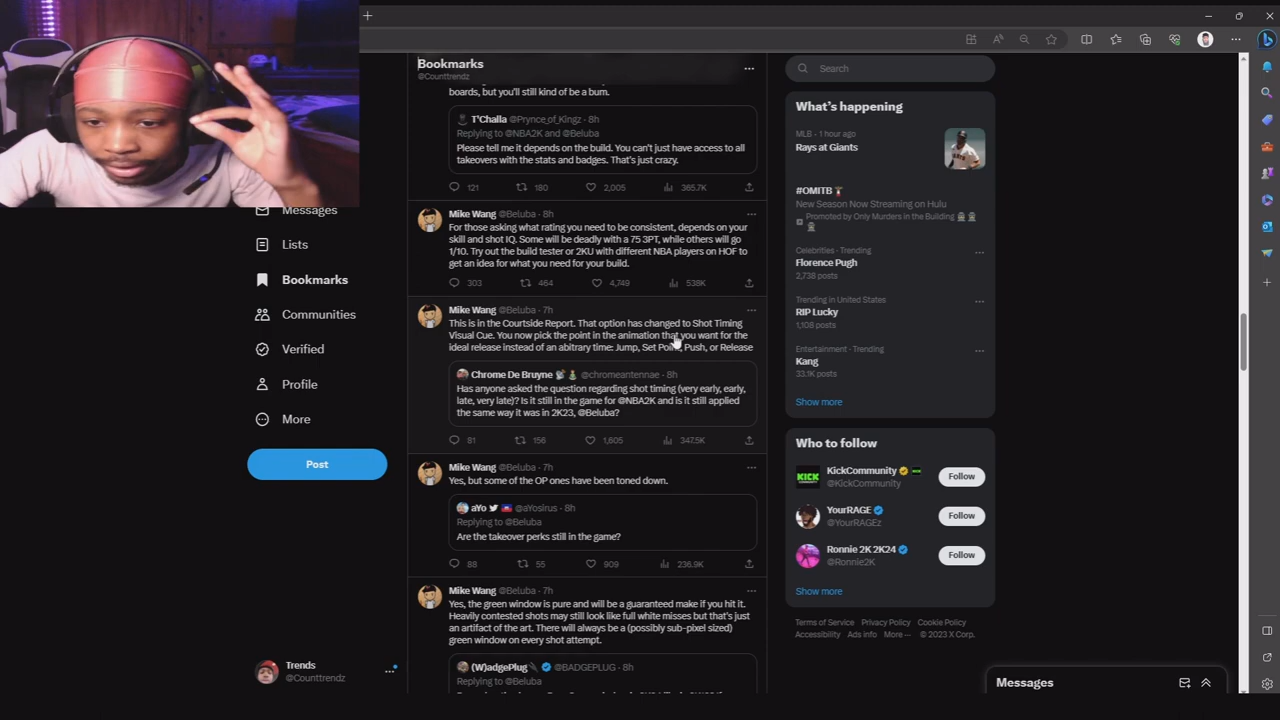 Bookmarks
@Counttrendz
boards, but you'll still kind of be a bum.
T'Challa @Prynce_of_Kingz · 8h
Replying to @NBA2K and @Beluba
Please tell me it depends on the build. You can't just have access to all
takeovers with the stats and badges. That's just crazy.
121 180 2,005 365.7K
Mike Wang @Beluba · 8h
For those asking what rating you need to be consistent, depends on your
skill and shot IQ. Some will be deadly with a 75 3PT, while others will go
1/10. Try out the build tester or 2KU with different NBA players on HOF to
get an idea for what you need for your build.
303 464 4,749 538K
Mike Wang @Beluba · 7h
This is in the Courtside Report. That option has changed to Shot Timing
Visual Cue. You now pick the point in the animation that you want for the
ideal release instead of an abitrary time: Jump, Set Point, Push, or Release
Chrome De Bruyne @chromeantennae · 8h
Has anyone asked the question regarding shot timing (very early, early,
late, very late)? Is it still in the game for @NBA2K and is it still applied
the same way it was in 2K23, @Beluba?
81 156 1,605 347.5K
Mike Wang @Beluba · 7h
Yes, but some of the OP ones have been toned down.
aYo @aYosirus · 8h
Replying to @Beluba
Are the takeover perks still in the game?
88 55 909 236.9K
Mike Wang @Beluba · 7h
Yes, the green window is pure and will be a guaranteed make if you hit it.
Heavily contested shots may still look like full white misses but that's just
an artifact of the art. There will always be a (possibly sub-pixel sized)
green window on every shot attempt.
(W)adgePlug @BADGEPLUG · 8h
Replying to @Beluba
Messages
Lists
Bookmarks
Communities
Verified
Profile
More
Post
Trends
@Counttrendz
Search
What's happening
MLB · 1 hour ago
Rays at Giants
#OMITB
New Season Now Streaming on Hulu
Promoted by Only Murders in the Building
Celebrities · Trending
Florence Pugh
2,738 posts
Trending in United States
RIP Lucky
1,108 posts
Entertainment · Trending
Kang
33.1K posts
Show more
Who to follow
KickCommunity
@KickCommunity
Follow
YourRAGE
@YourRAGEz
Follow
Ronnie 2K 2K24
@Ronnie2K
Follow
Show more
Terms of Service Privacy Policy Cookie Policy
Accessibility Ads info More ··· © 2023 X Corp.
Messages